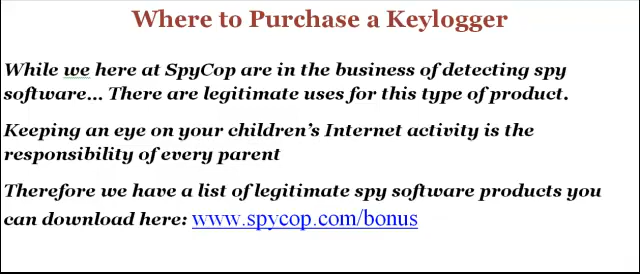 Where to Purchase a Keylogger
While we here at SpyCop are in the business of detecting spy
software... There are legitimate uses for this type of product.
Keeping an eye on your children's Internet activity is the
responsibility of every parent
Therefore we have a list of legitimate spy software products you
can download here: www.spycop.com/bonus